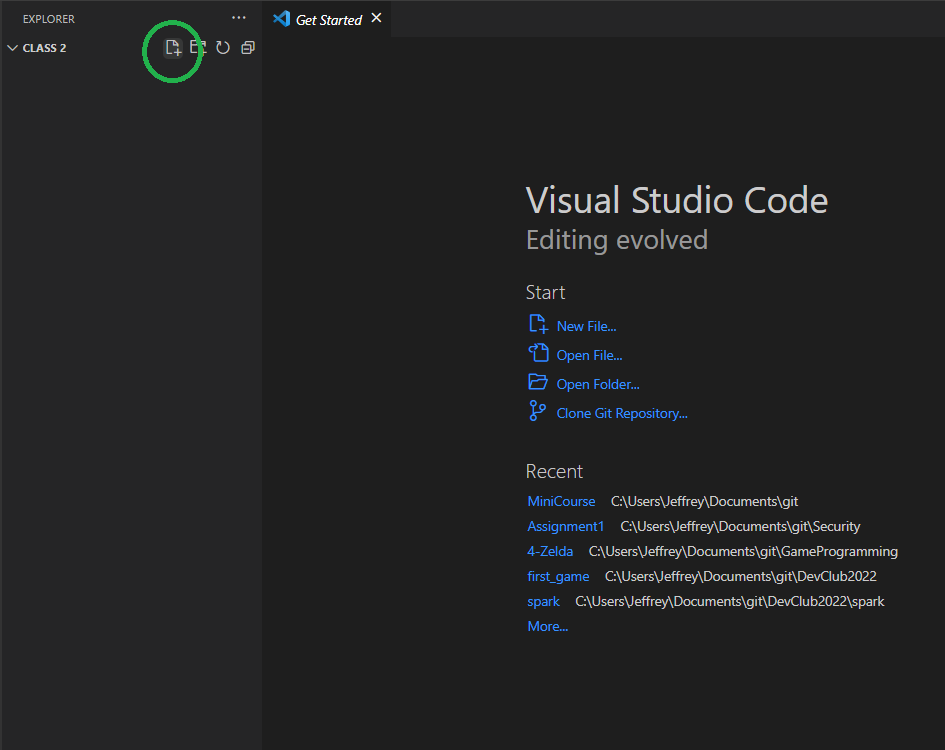 EXPLORER
CLASS 2
Get Started
Visual Studio Code
Editing evolved
Start
New File...
Open File...
Open Folder...
Clone Git Repository...
Recent
MiniCourse C:\Users\Jeffrey\Documents\git
Assignment1 C:\Users\Jeffrey\Documents\git\Security
4-Zelda C:\Users\Jeffrey\Documents\git\GameProgramming
first_game C:\Users\Jeffrey\Documents\git\DevClub2022
spark C:\Users\Jeffrey\Documents\git\DevClub2022\spark
More...